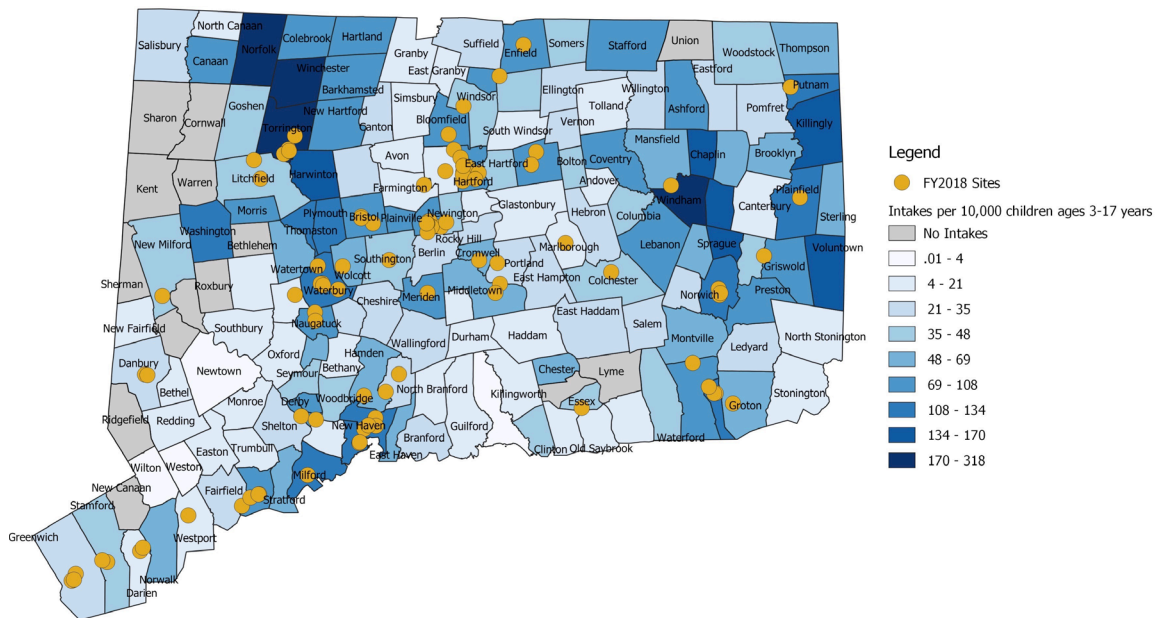 North Canaan
Salisbury
Canaan
Norfolk
Colebrook
Hartland
Granby
Suffield
East Granby
Enfield
Somers
Stafford
Union
Woodstock
Thompson
Eastford
Winchester
Barkhamsted
Goshen
Sharon
Cornwall
Torrington
New Hartford
Canton
Simsbury
Windsor
Bloomfield
South Windsor
Ellington
Vernon
Tolland
Willington
Ashford
Pomfret
Putnam
Killingly
Avon
Farmington
East Hartford
Hartford
Bolton
Coventry
Andover
Mansfield
Chaplin
Brooklyn
Kent
Warren
Litchfield
Harwinton
Morris
Washington
Bethlehem
Plymouth
Thomaston
Bristol
Plainville
Newington
Rocky Hill
Berlin
Cromwell
Glastonbury
Hebron
Marlborough
Columbia
Windham
Canterbury
Plainfield
Sterling
New Milford
Watertown
Wolcott
Southington
Waterbury
Portland
East Hampton
Middletown
Colchester
Lebanon
Sprague
Griswold
Voluntown
Norwich
Preston
Sherman
Roxbury
New Fairfield
Southbury
Naugatuck
Cheshire
Meriden
Wallingford
Durham
Haddam
East Haddam
Salem
Montville
Ledyard
North Stonington
Danbury
Bethel
Newtown
Oxford
Seymour
Bethany
Hamden
Woodbridge
North Branford
Killingworth
Chester
Essex
Lyme
Groton
Stonington
Ridgefield
Redding
Monroe
Derby
Shelton
New Haven
East Haven
Branford
Guilford
Clinton
Old Saybrook
Waterford
Wilton
Weston
Easton
Trumbull
Milford
Stratford
Fairfield
New Canaan
Stamford
Greenwich
Westport
Norwalk
Darien
Legend
FY2018 Sites
Intakes per 10,000 children ages 3-17 years
No Intakes
.01 - 4
4 - 21
21 - 35
35 - 48
48 - 69
69 - 108
108 - 134
134 - 170
170 - 318